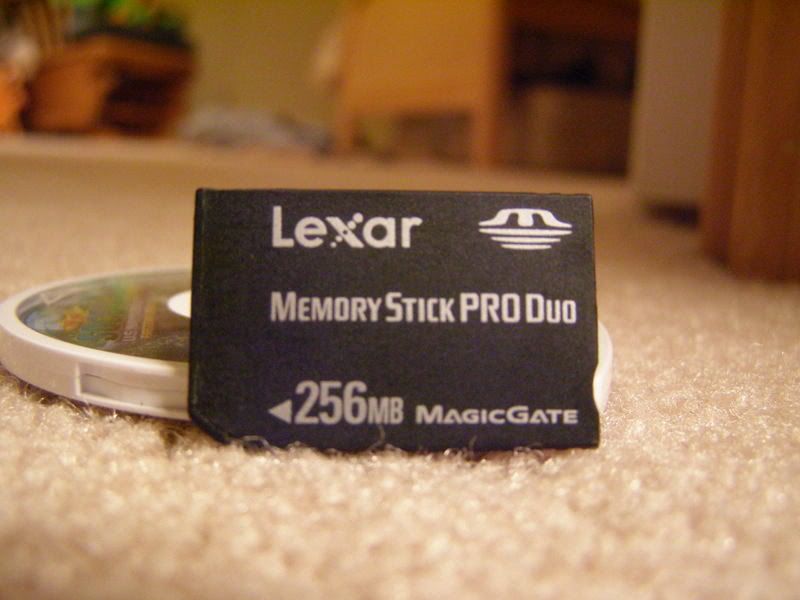 Lexar
MEMORY STICK PRO DUO
256MB MAGICGATE